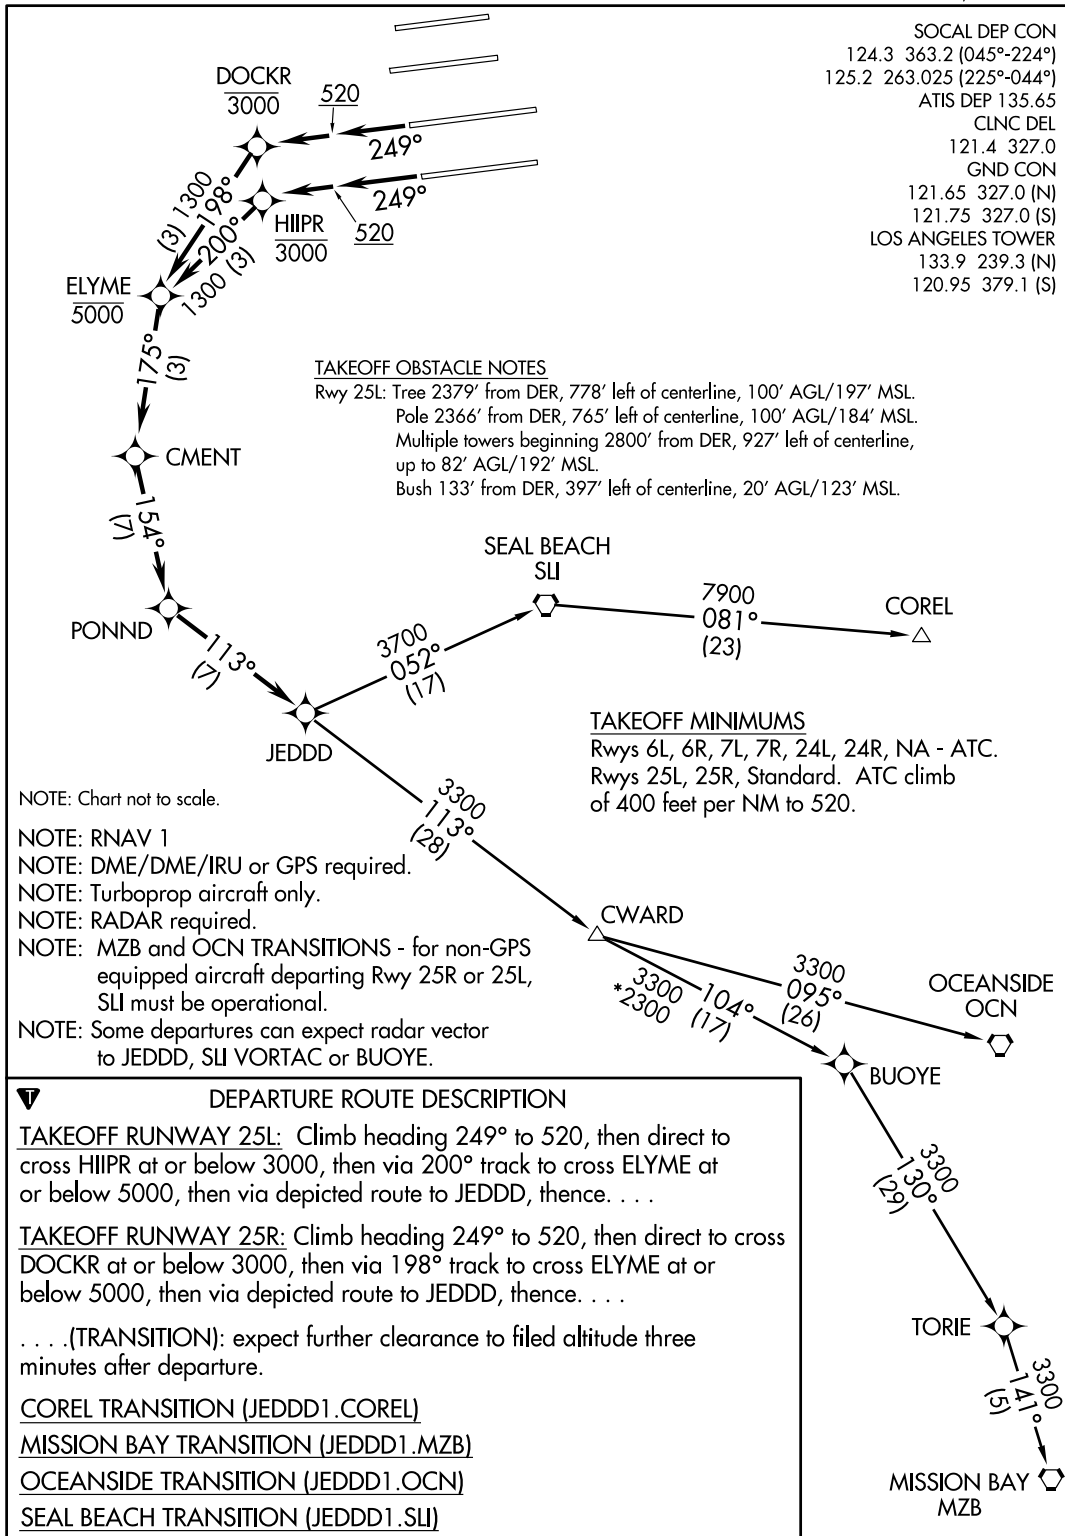 SOCAL DEP CON
124.3 363.2 (045°-224°)
125.2 263.025 (225°-044°)
ATIS DEP 135.65
CLNC DEL
121.4 327.0
GND CON
121.65 327.0 (N)
121.75 327.0 (S)
LOS ANGELES TOWER
133.9 239.3 (N)
120.95 379.1 (S)
DOCKR
3000
520
249°
249°
520
HIIPR
3000
(3) 1300
198°
200°
1300 (3)
ELYME
5000
175°
(3)
TAKEOFF OBSTACLE NOTES
Rwy 25L: Tree 2379' from DER, 778' left of centerline, 100' AGL/197' MSL.
Pole 2366' from DER, 765' left of centerline, 100' AGL/184' MSL.
Multiple towers beginning 2800' from DER, 927' left of centerline,
up to 82' AGL/192' MSL.
Bush 133' from DER, 397' left of centerline, 20' AGL/123' MSL.
CMENT
154°
(7)
SEAL BEACH
SLI
7900
081°
(23)
COREL
PONND
113°
(7)
3700
052°
(17)
JEDDD
TAKEOFF MINIMUMS
Rwys 6L, 6R, 7L, 7R, 24L, 24R, NA - ATC.
Rwys 25L, 25R, Standard. ATC climb
of 400 feet per NM to 520.
3300
113°
(28)
NOTE: Chart not to scale.
NOTE: RNAV 1
NOTE: DME/DME/IRU or GPS required.
NOTE: Turboprop aircraft only.
NOTE: RADAR required.
NOTE: MZB and OCN TRANSITIONS - for non-GPS
equipped aircraft departing Rwy 25R or 25L,
SLI must be operational.
NOTE: Some departures can expect radar vector
to JEDDD, SLI VORTAC or BUOYE.
CWARD
3300
*2300
104°
(17)
3300
095°
(26)
OCEANSIDE
OCN
BUOYE
3300
130°
(29)
TORIE
3300
141°
(5)
MISSION BAY
MZB
T
DEPARTURE ROUTE DESCRIPTION
TAKEOFF RUNWAY 25L: Climb heading 249° to 520, then direct to
cross HIIPR at or below 3000, then via 200° track to cross ELYME at
or below 5000, then via depicted route to JEDDD, thence. . . .
TAKEOFF RUNWAY 25R: Climb heading 249° to 520, then direct to cross
DOCKR at or below 3000, then via 198° track to cross ELYME at or
below 5000, then via depicted route to JEDDD, thence. . . .
. . . .(TRANSITION): expect further clearance to filed altitude three
minutes after departure.
COREL TRANSITION (JEDDD1.COREL)
MISSION BAY TRANSITION (JEDDD1.MZB)
OCEANSIDE TRANSITION (JEDDD1.OCN)
SEAL BEACH TRANSITION (JEDDD1.SLI)